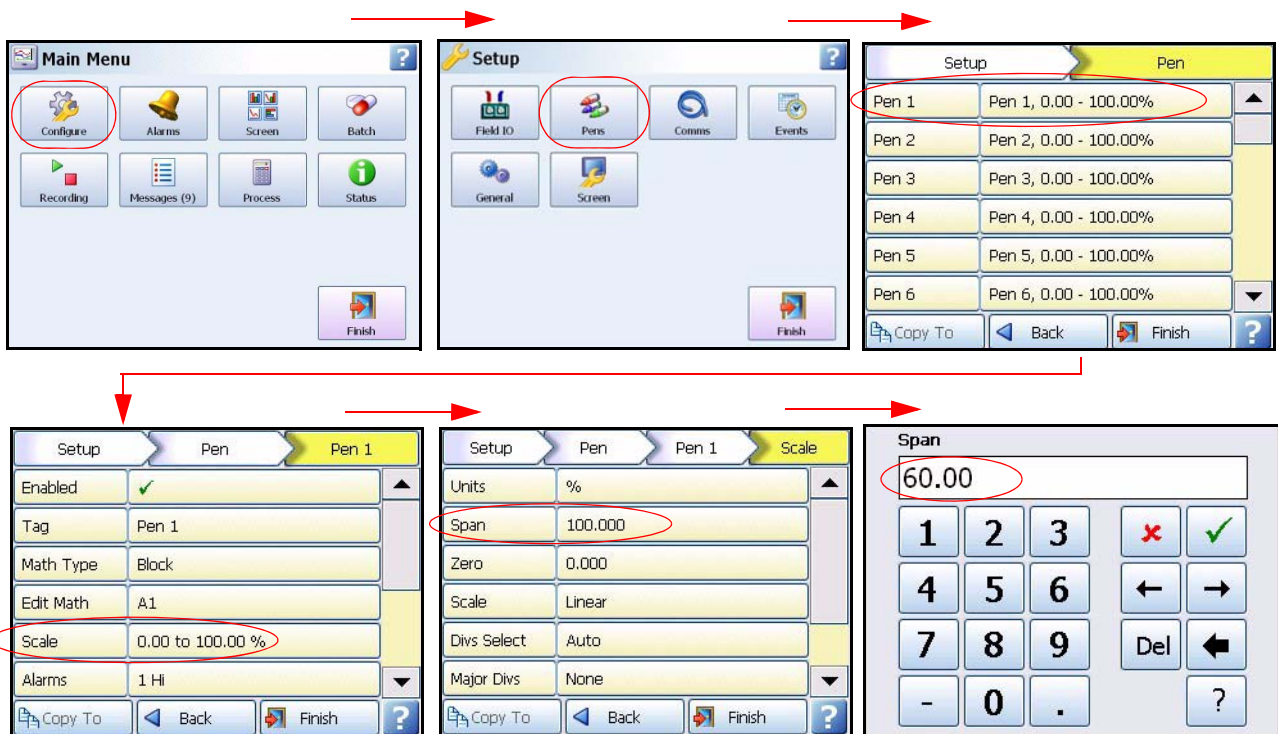 Main Menu ?
Configure Alarms Screen Batch
Recording Messages (9) Process Status
Finish
Setup ?
Field IO Pens Comms Events
General Screen
Finish
Setup Pen
Pen 1 Pen 1, 0.00 - 100.00%
Pen 2 Pen 2, 0.00 - 100.00%
Pen 3 Pen 3, 0.00 - 100.00%
Pen 4 Pen 4, 0.00 - 100.00%
Pen 5 Pen 5, 0.00 - 100.00%
Pen 6 Pen 6, 0.00 - 100.00%
Copy To Back Finish ?
Setup Pen Pen 1
Enabled ✓
Tag Pen 1
Math Type Block
Edit Math A1
Scale 0.00 to 100.00 %
Alarms 1 Hi
Copy To Back Finish ?
Setup Pen Pen 1 Scale
Units %
Span 100.000
Zero 0.000
Scale Linear
Divs Select Auto
Major Divs None
Copy To Back Finish ?
Span
60.00
1 2 3
4 5 6
7 8 9 Del
- 0 . ?